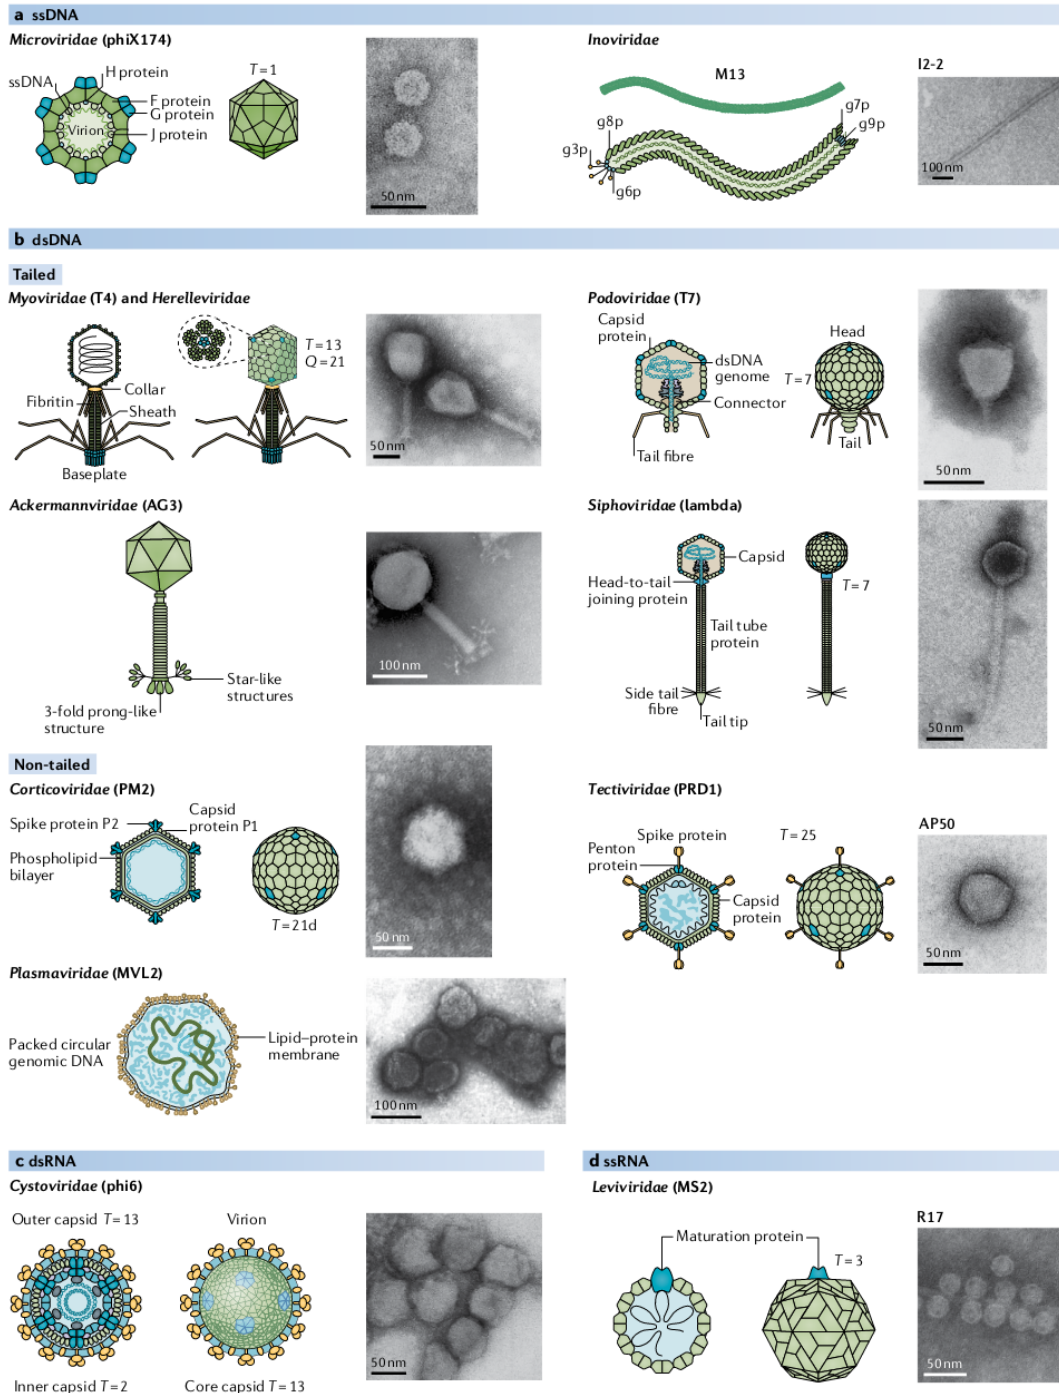 a ssDNA
Microviridae (phiX174)
ssDNA
H protein
F protein
G protein
J protein
Virion
T = 1
50 nm
Inoviridae
M13
g8p
g3p
g6p
g7p
g9p
I2-2
100 nm
b dsDNA
Tailed
Myoviridae (T4) and Herelleviridae
T = 13
Q = 21
Collar
Fibritin
Sheath
Baseplate
50 nm
Podoviridae (T7)
Capsid
protein
dsDNA
genome
Connector
Tail fibre
Head
T = 7
Tail
50 nm
Ackermannviridae (AG3)
Star-like
structures
3-fold prong-like
structure
100 nm
Siphoviridae (lambda)
Capsid
Head-to-tail
joining protein
Tail tube
protein
Side tail
fibre
Tail tip
T = 7
50 nm
Non-tailed
Corticoviridae (PM2)
Spike protein P2
Capsid
protein P1
Phospholipid
bilayer
T = 21d
50 nm
Tectiviridae (PRD1)
Spike protein
Penton
protein
Capsid
protein
T = 25
AP50
50 nm
Plasmaviridae (MVL2)
Packed circular
genomic DNA
Lipid–protein
membrane
100 nm
c dsRNA
Cystoviridae (phi6)
Outer capsid T = 13
Virion
Inner capsid T = 2
Core capsid T = 13
50 nm
d ssRNA
Leviviridae (MS2)
Maturation protein
T = 3
R17
50 nm